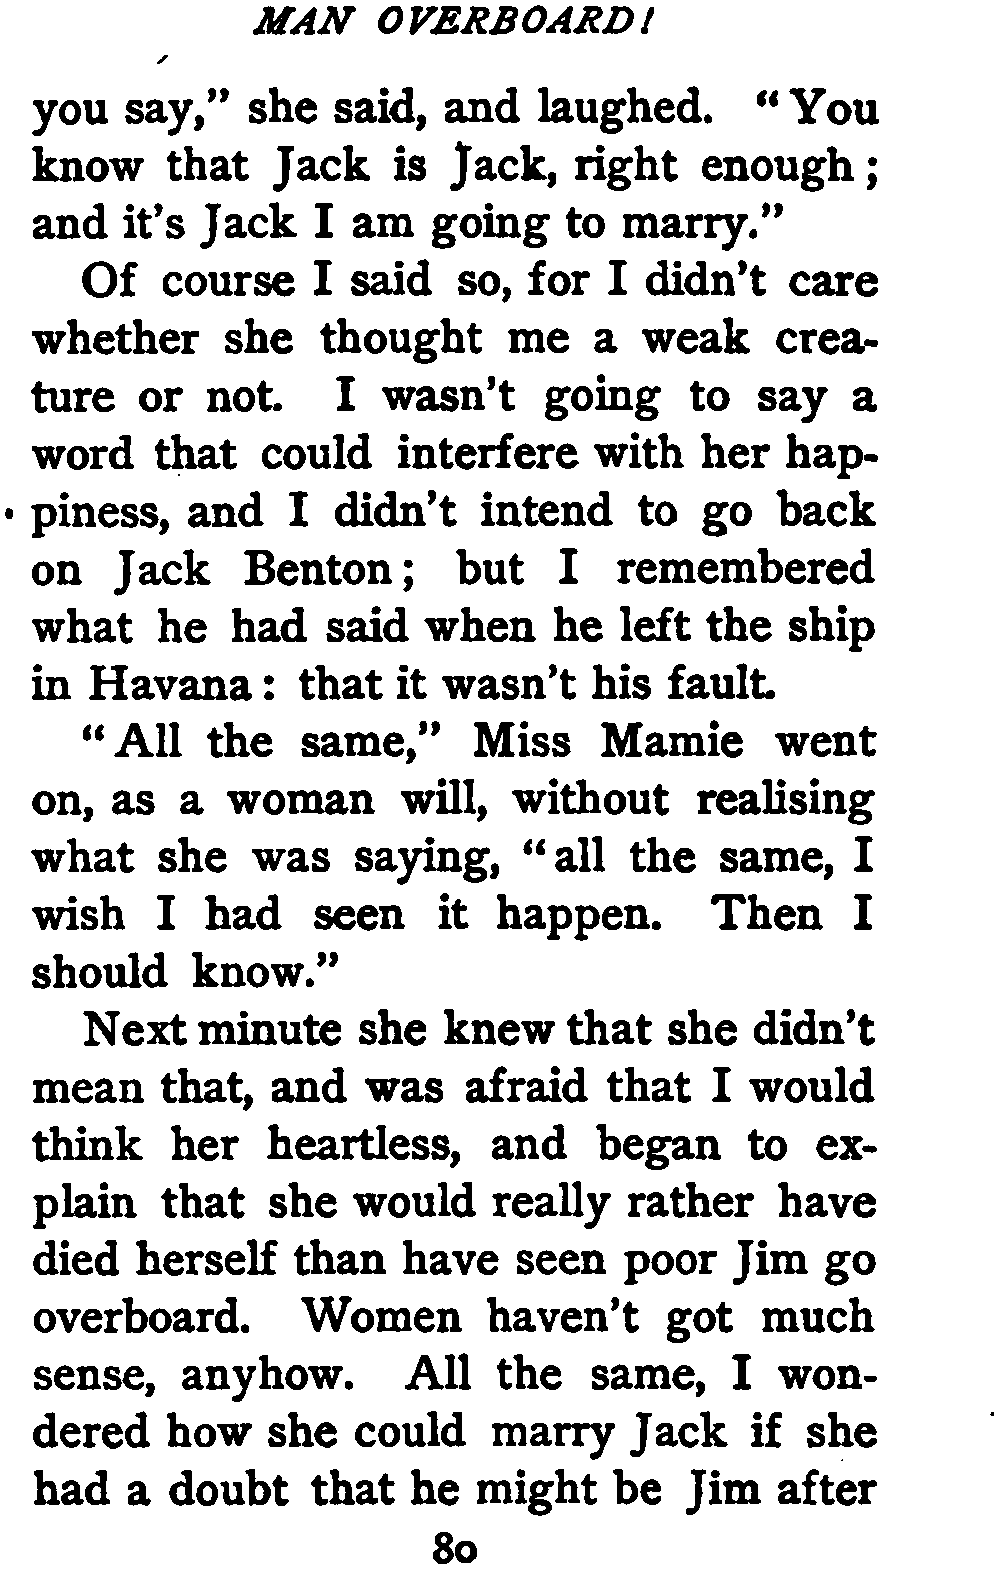 MAN OVERBOARD!
you say," she said, and laughed. "You
know that Jack is Jack, right enough;
and it's Jack I am going to marry."
Of course I said so, for I didn't care
whether she thought me a weak crea-
ture or not. I wasn't going to say a
word that could interfere with her hap-
piness, and I didn't intend to go back
on Jack Benton; but I remembered
what he had said when he left the ship
in Havana: that it wasn't his fault.
"All the same," Miss Mamie went
on, as a woman will, without realising
what she was saying, "all the same, I
wish I had seen it happen. Then I
should know."
Next minute she knew that she didn't
mean that, and was afraid that I would
think her heartless, and began to ex-
plain that she would really rather have
died herself than have seen poor Jim go
overboard. Women haven't got much
sense, anyhow. All the same, I won-
dered how she could marry Jack if she
had a doubt that he might be Jim after
80